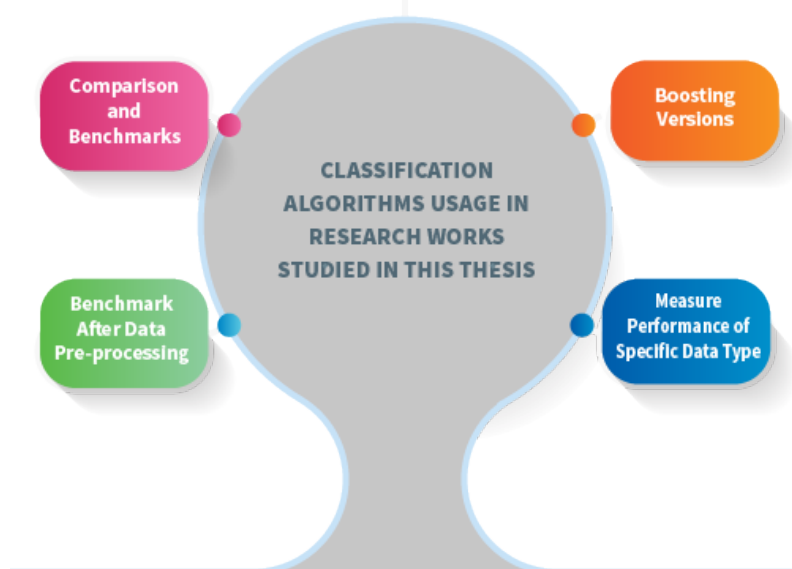 Comparison
and
Benchmarks
Boosting
Versions
CLASSIFICATION
ALGORITHMS USAGE IN
RESEARCH WORKS
STUDIED IN THIS THESIS
Benchmark
After Data
Pre-processing
Measure
Performance of
Specific Data Type